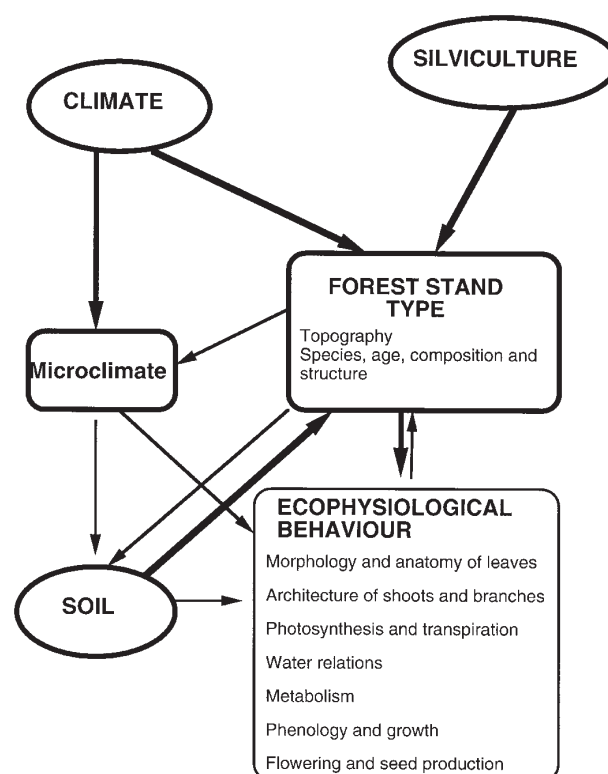 CLIMATE
SILVICULTURE
FOREST STAND
TYPE
Topography
Species, age, composition and
structure
Microclimate
ECOPHYSIOLOGICAL
BEHAVIOUR
Morphology and anatomy of leaves
Architecture of shoots and branches
Photosynthesis and transpiration
Water relations
Metabolism
Phenology and growth
Flowering and seed production
SOIL